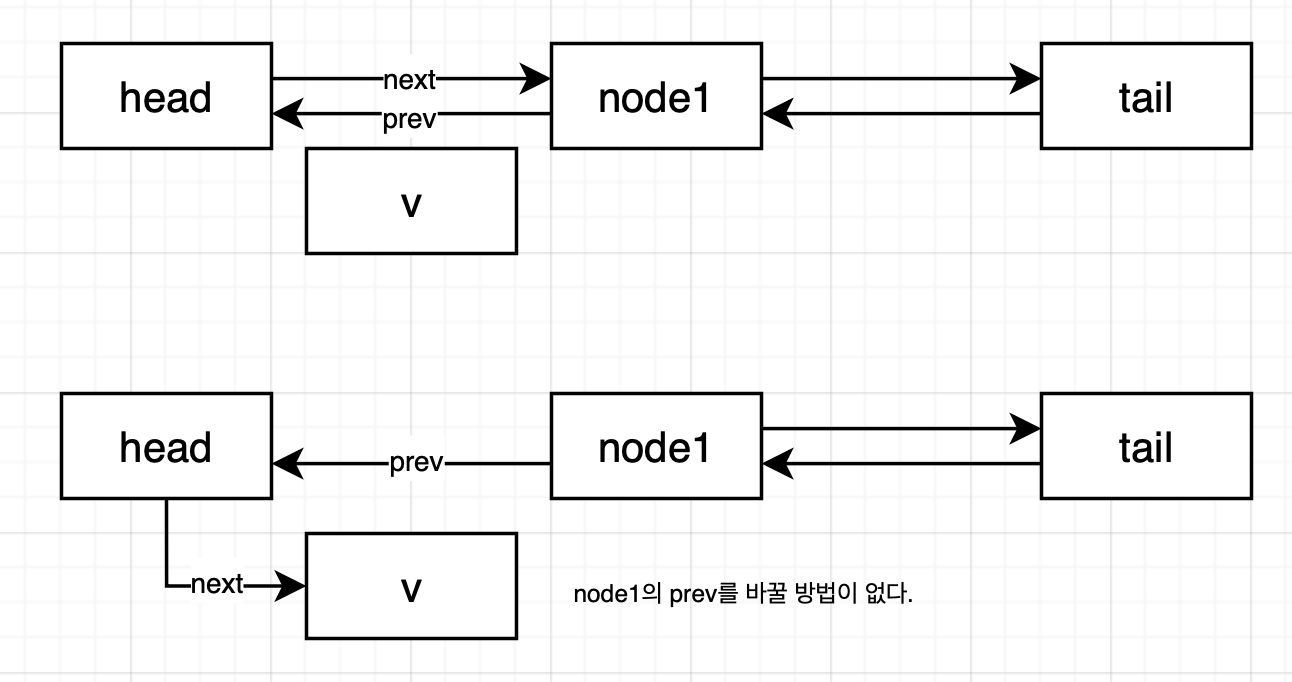 head
next
prev
node1
tail
v
head
prev
node1
tail
next
v
node1의 prev를 바꿀 방법이 없다.